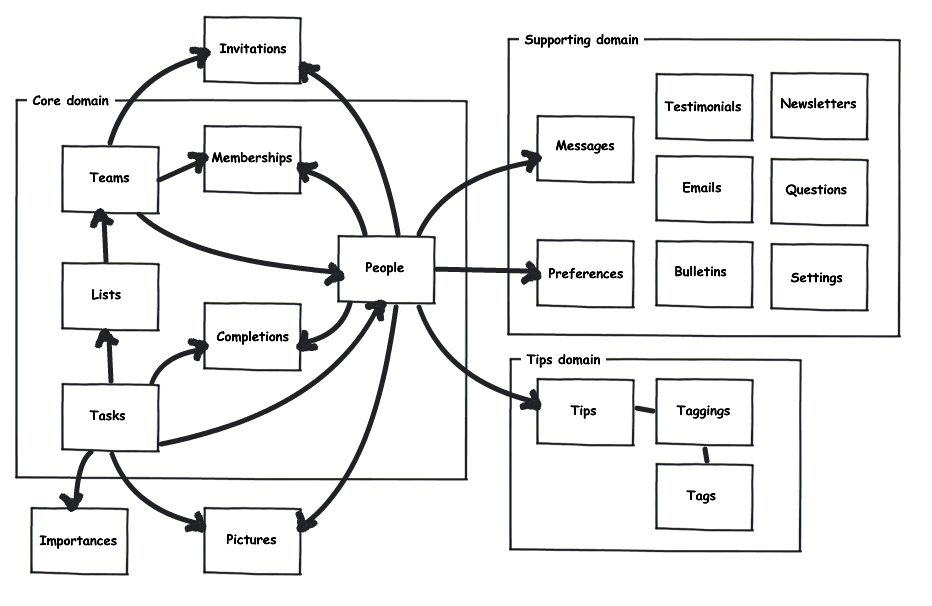 Invitations
Supporting domain
Core domain
Testimonials
Newsletters
Messages
Memberships
Teams
Emails
Questions
People
Preferences
Bulletins
Settings
Lists
Completions
Tips domain
Tasks
Tips
Taggings
Tags
Importances
Pictures